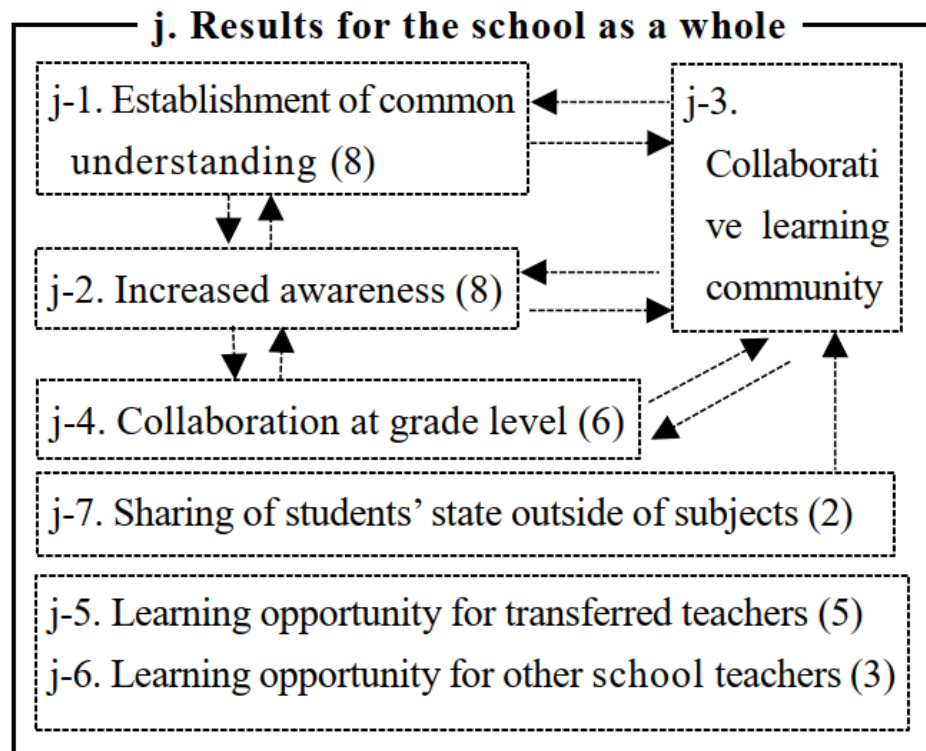 j. Results for the school as a whole
j-1. Establishment of common
understanding (8)
j-3.
Collaborati
ve learning
community
j-2. Increased awareness (8)
j-4. Collaboration at grade level (6)
j-7. Sharing of students’ state outside of subjects (2)
j-5. Learning opportunity for transferred teachers (5)
j-6. Learning opportunity for other school teachers (3)